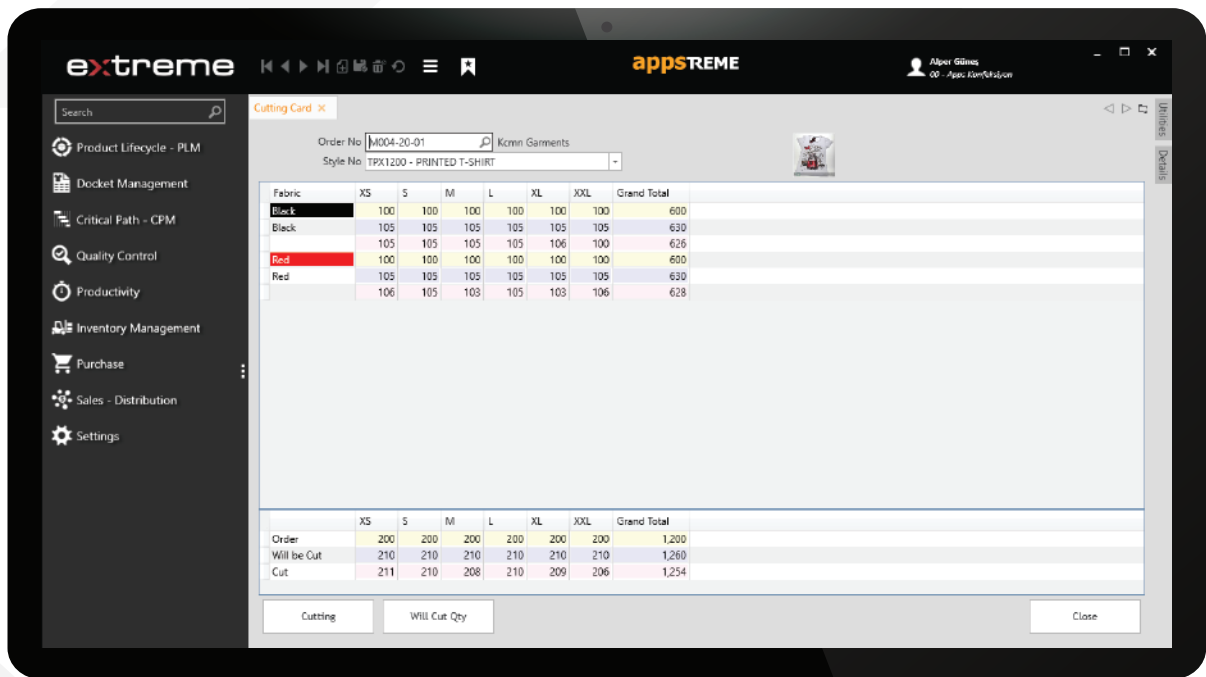 extreme
appsTREME
Alper Güneş
00 - Apps Konfeksiyon
Search
Product Lifecycle - PLM
Docket Management
Critical Path - CPM
Quality Control
Productivity
Inventory Management
Purchase
Sales - Distribution
Settings
Cutting Card ×
Utilities
Details
Order No M004-20-01 Kcmn Garments
Style No TPX1200 - PRINTED T-SHIRT
Fabric XS S M L XL XXL Grand Total
Black 100 100 100 100 100 100 600
Black 105 105 105 105 105 105 630
105 105 105 105 106 100 626
Red 100 100 100 100 100 100 600
Red 105 105 105 105 105 105 630
106 105 103 105 103 106 628
XS S M L XL XXL Grand Total
Order 200 200 200 200 200 200 1,200
Will be Cut 210 210 210 210 210 210 1,260
Cut 211 210 208 210 209 206 1,254
Cutting Will Cut Qty Close